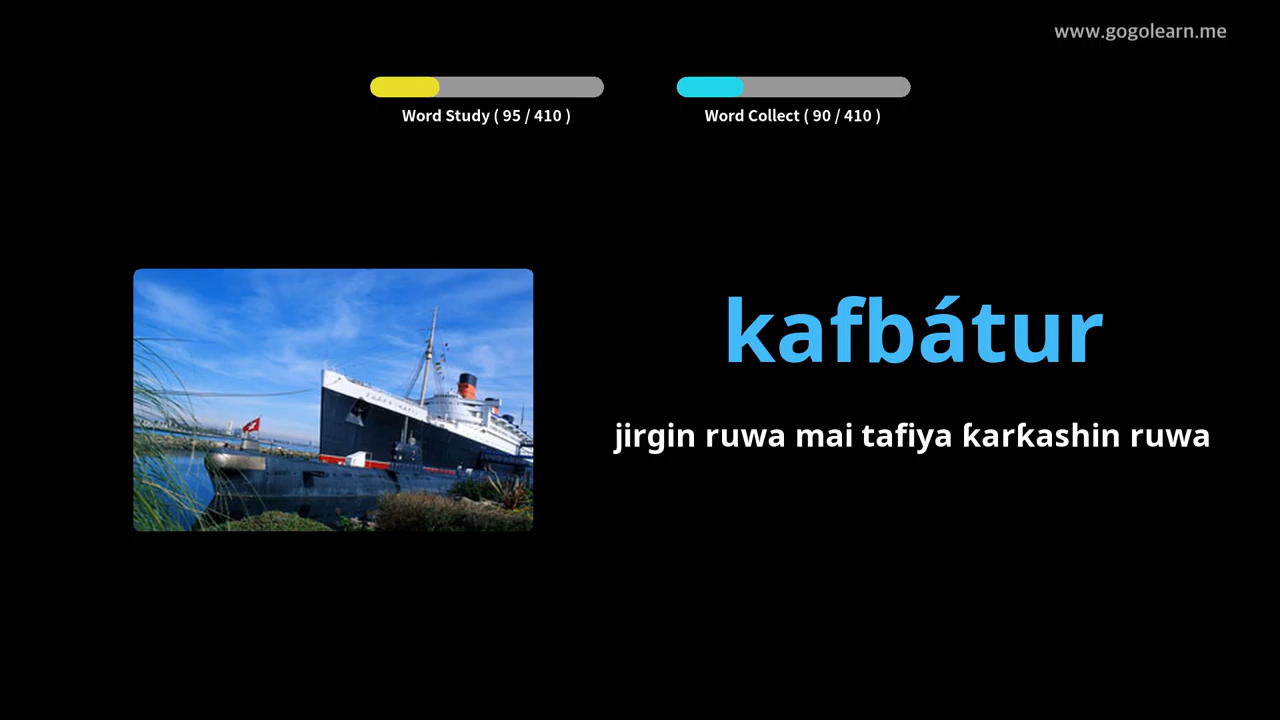 www.gogolearn.me
Word Study ( 95 / 410 )
Word Collect ( 90 / 410 )
kafbátur
jirgin ruwa mai tafiya ƙarƙashin ruwa